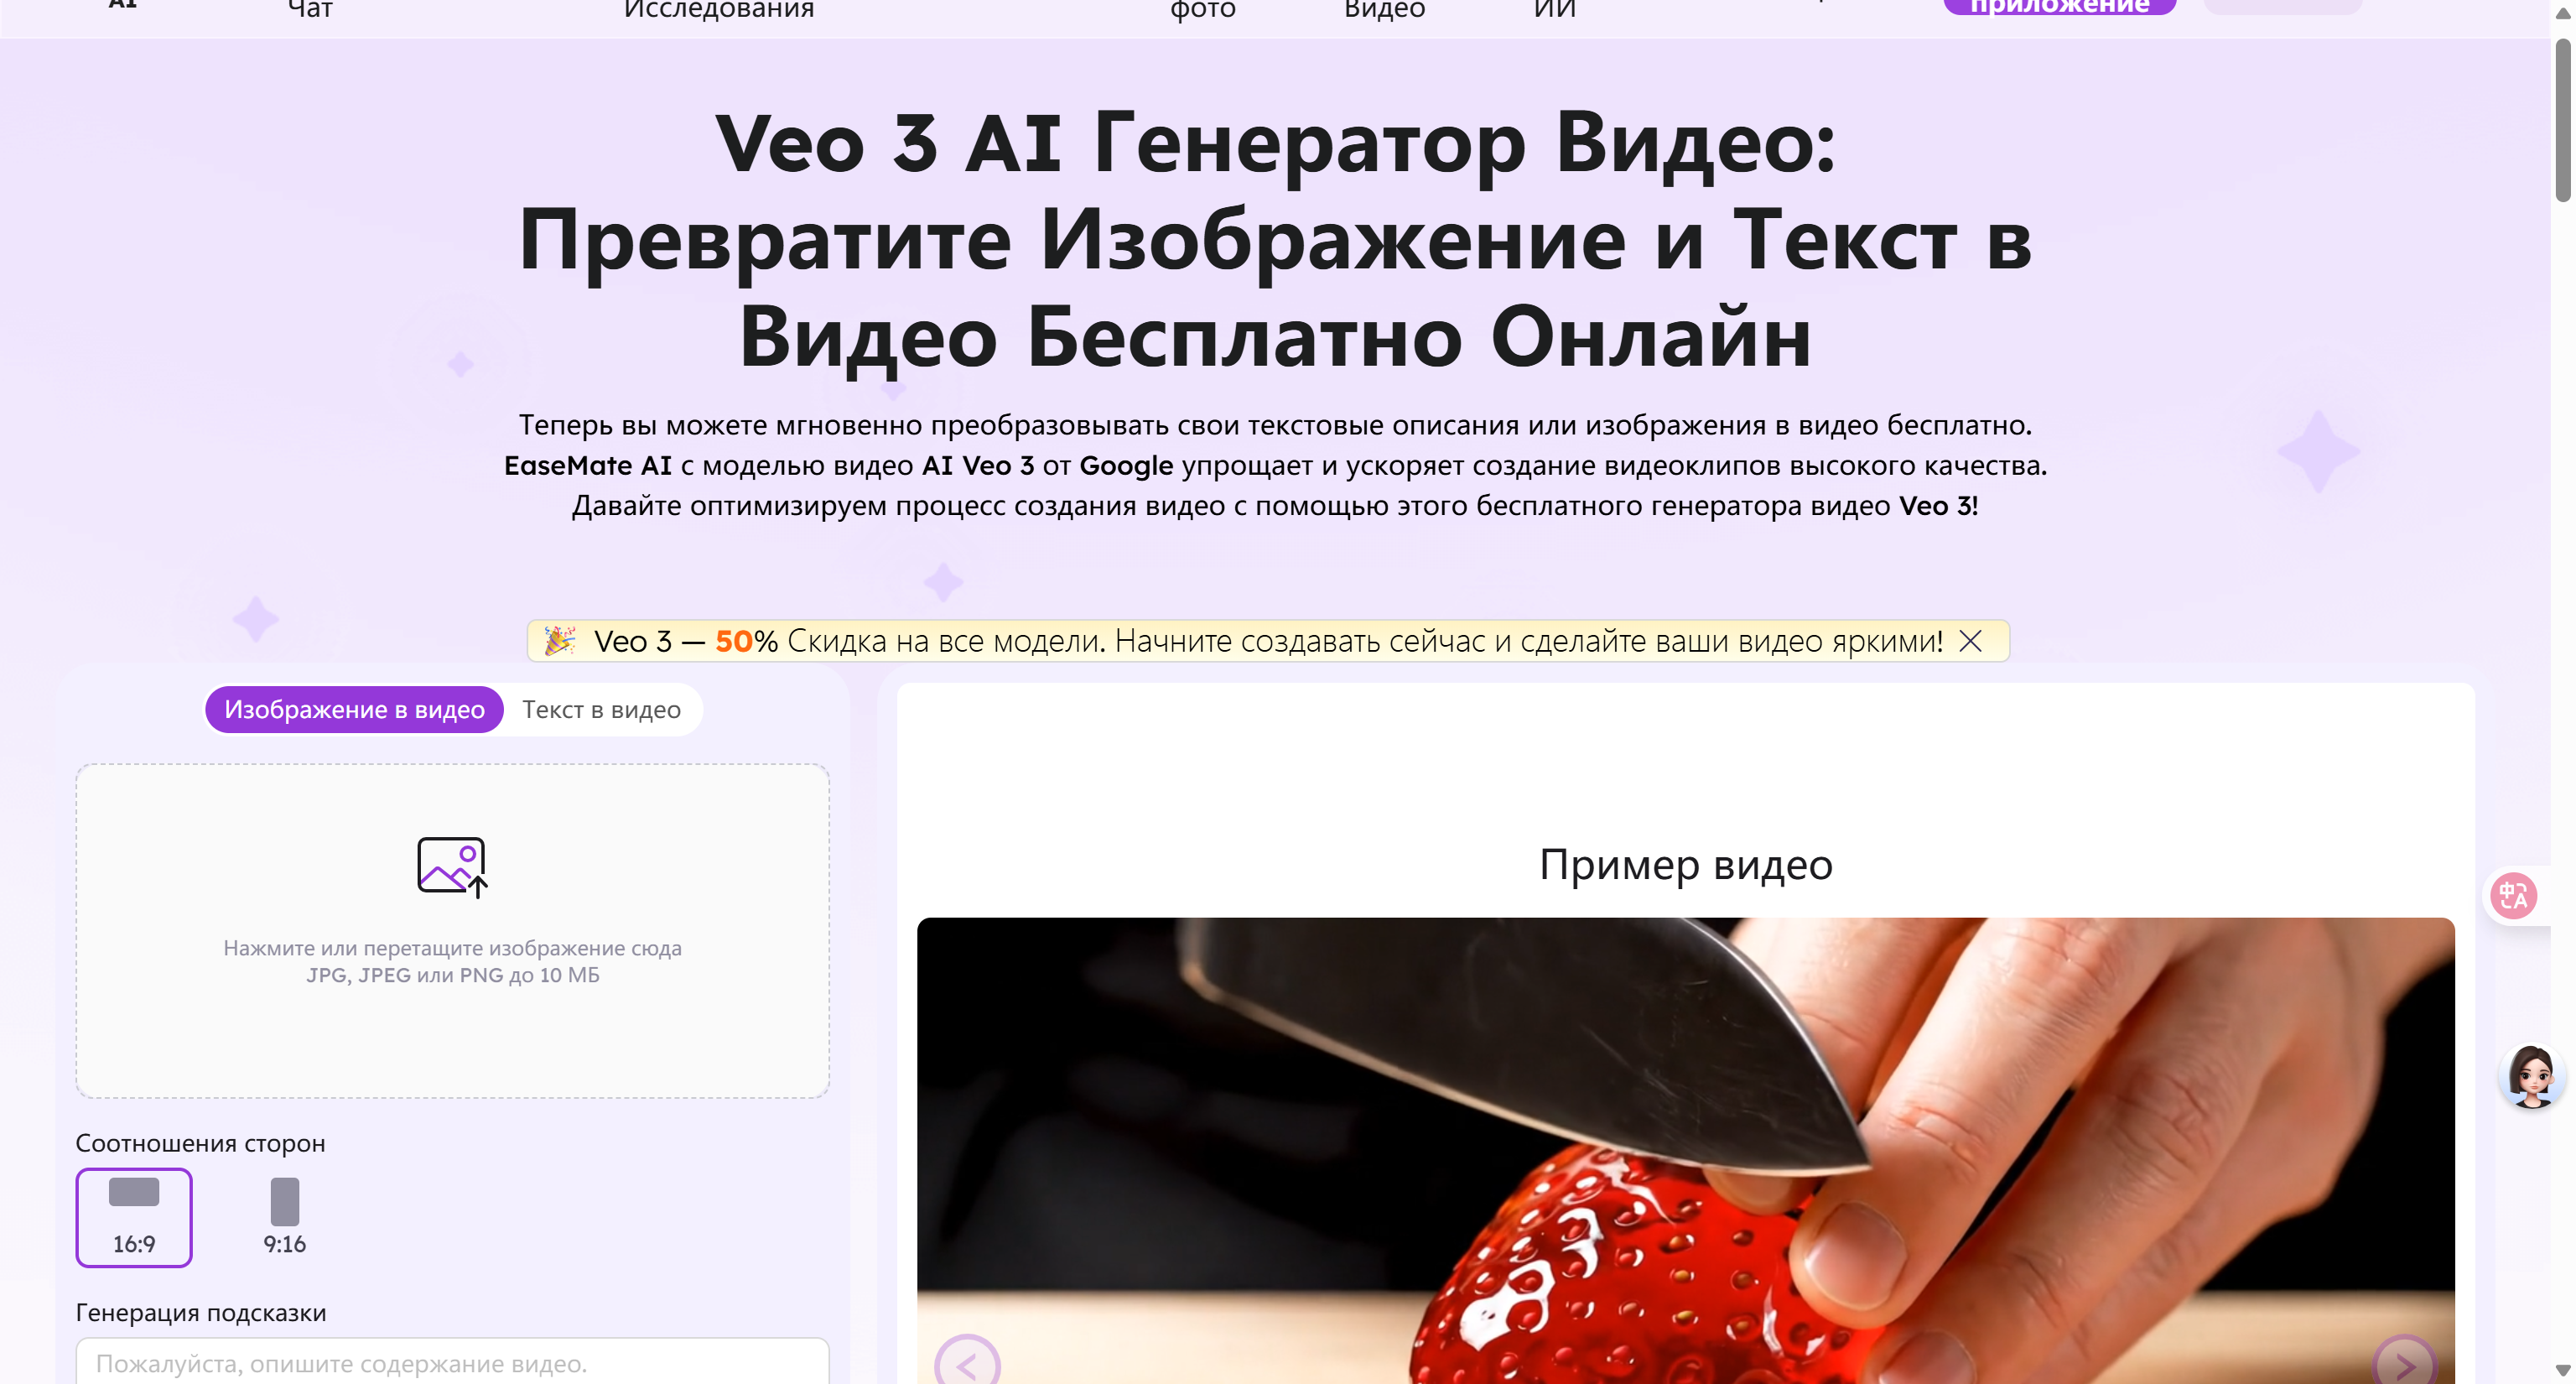 AI
Чат
Исследования
фото
Видео
ИИ
приложение
Veo 3 AI Генератор Видео:
Превратите Изображение и Текст в
Видео Бесплатно Онлайн
Теперь вы можете мгновенно преобразовывать свои текстовые описания или изображения в видео бесплатно.
EaseMate AI с моделью видео AI Veo 3 от Google упрощает и ускоряет создание видеоклипов высокого качества.
Давайте оптимизируем процесс создания видео с помощью этого бесплатного генератора видео Veo 3!
🎉 Veo 3 — 50% Скидка на все модели. Начните создавать сейчас и сделайте ваши видео яркими!
Изображение в видео
Текст в видео
Нажмите или перетащите изображение сюда
JPG, JPEG или PNG до 10 МБ
Соотношения сторон
16:9
9:16
Генерация подсказки
Пожалуйста, опишите содержание видео.
Пример видео
中 A